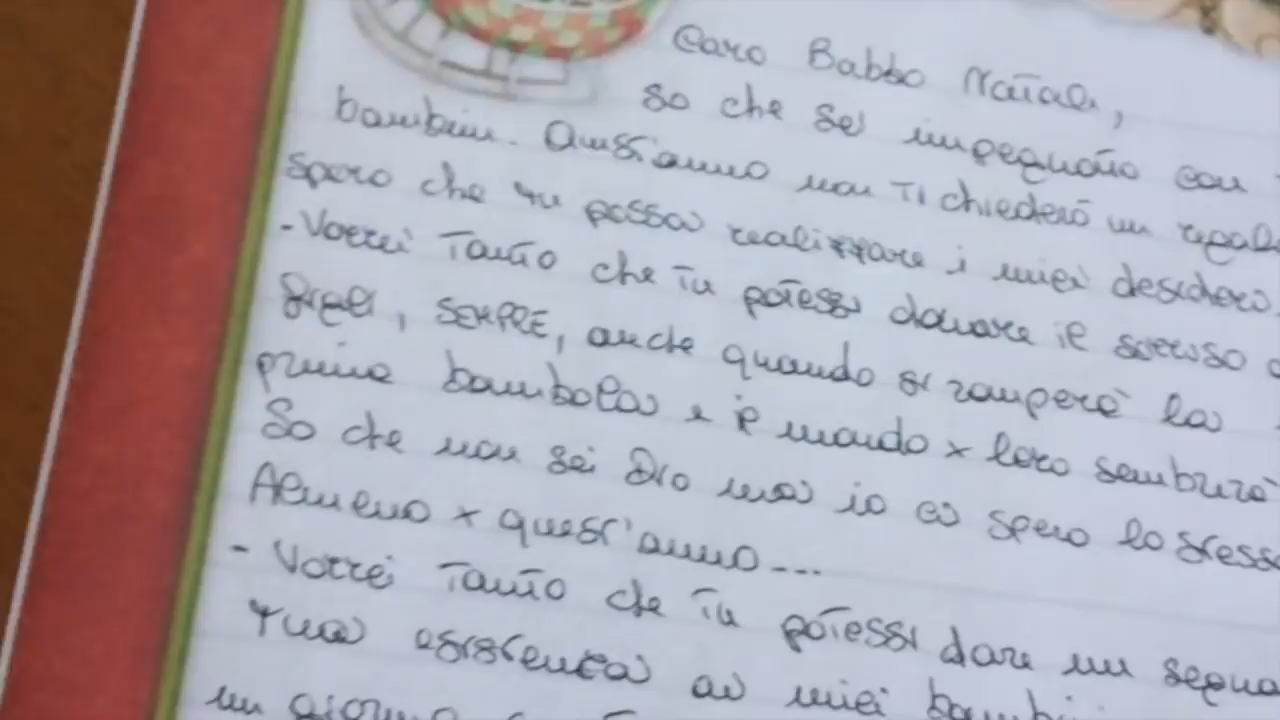 Caro Babbo Natale,
so che sei impegnato con
bambini. Quest'anno non Ti chiederò un regalo
spero che tu possa realizzare i miei desideri.
- Vorrei Tanto che Tu potessi donare il sorriso
figli, SEMPRE, anche quando si romperà la
prima bambola e il mondo x loro sembrerà
So che non sei Dio ma io ci spero lo stesso
Almeno x quest'anno...
- Vorrei Tanto che Tu potessi dare un segno
tua esistenza ai miei bambini
un giorno